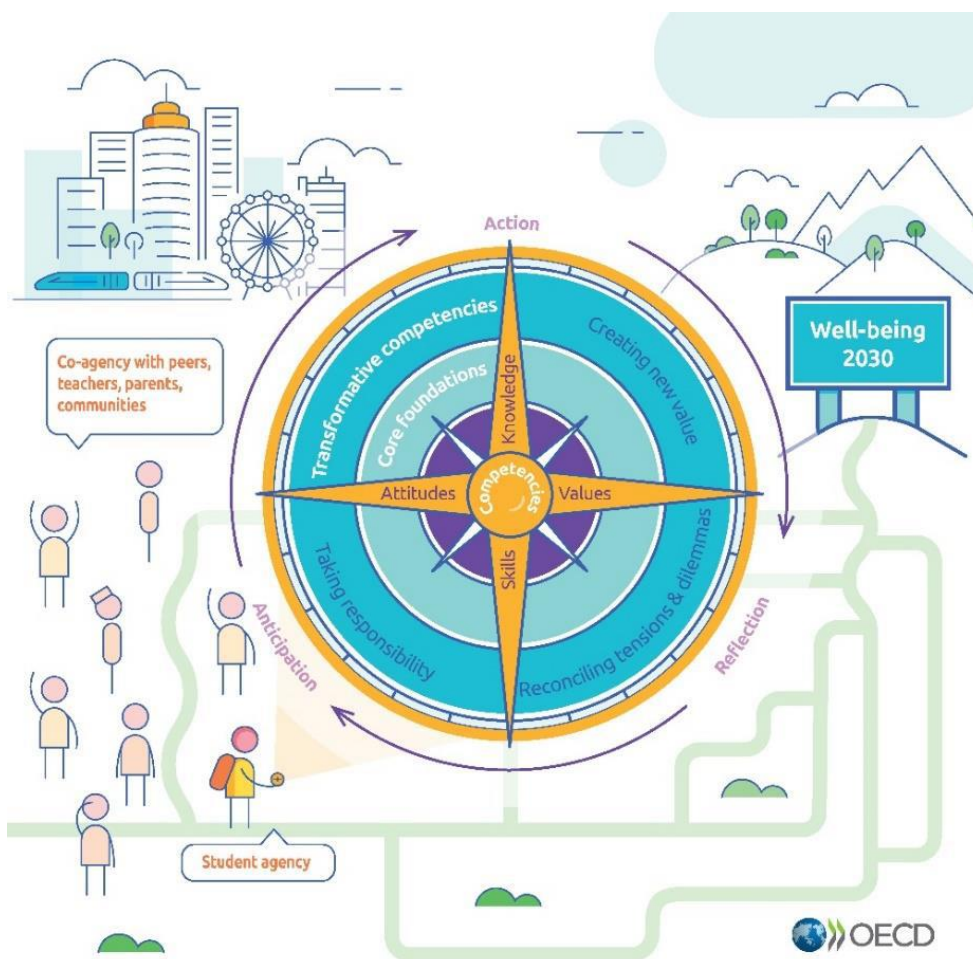 Action
Transformative competencies
Creating new value
Well-being
2030
Co-agency with peers,
teachers, parents,
communities
Core foundations
Knowledge
Attitudes
Competencies
Values
Skills
Taking responsibility
Reconciling tensions & dilemmas
Anticipation
Reflection
Student agency
OECD